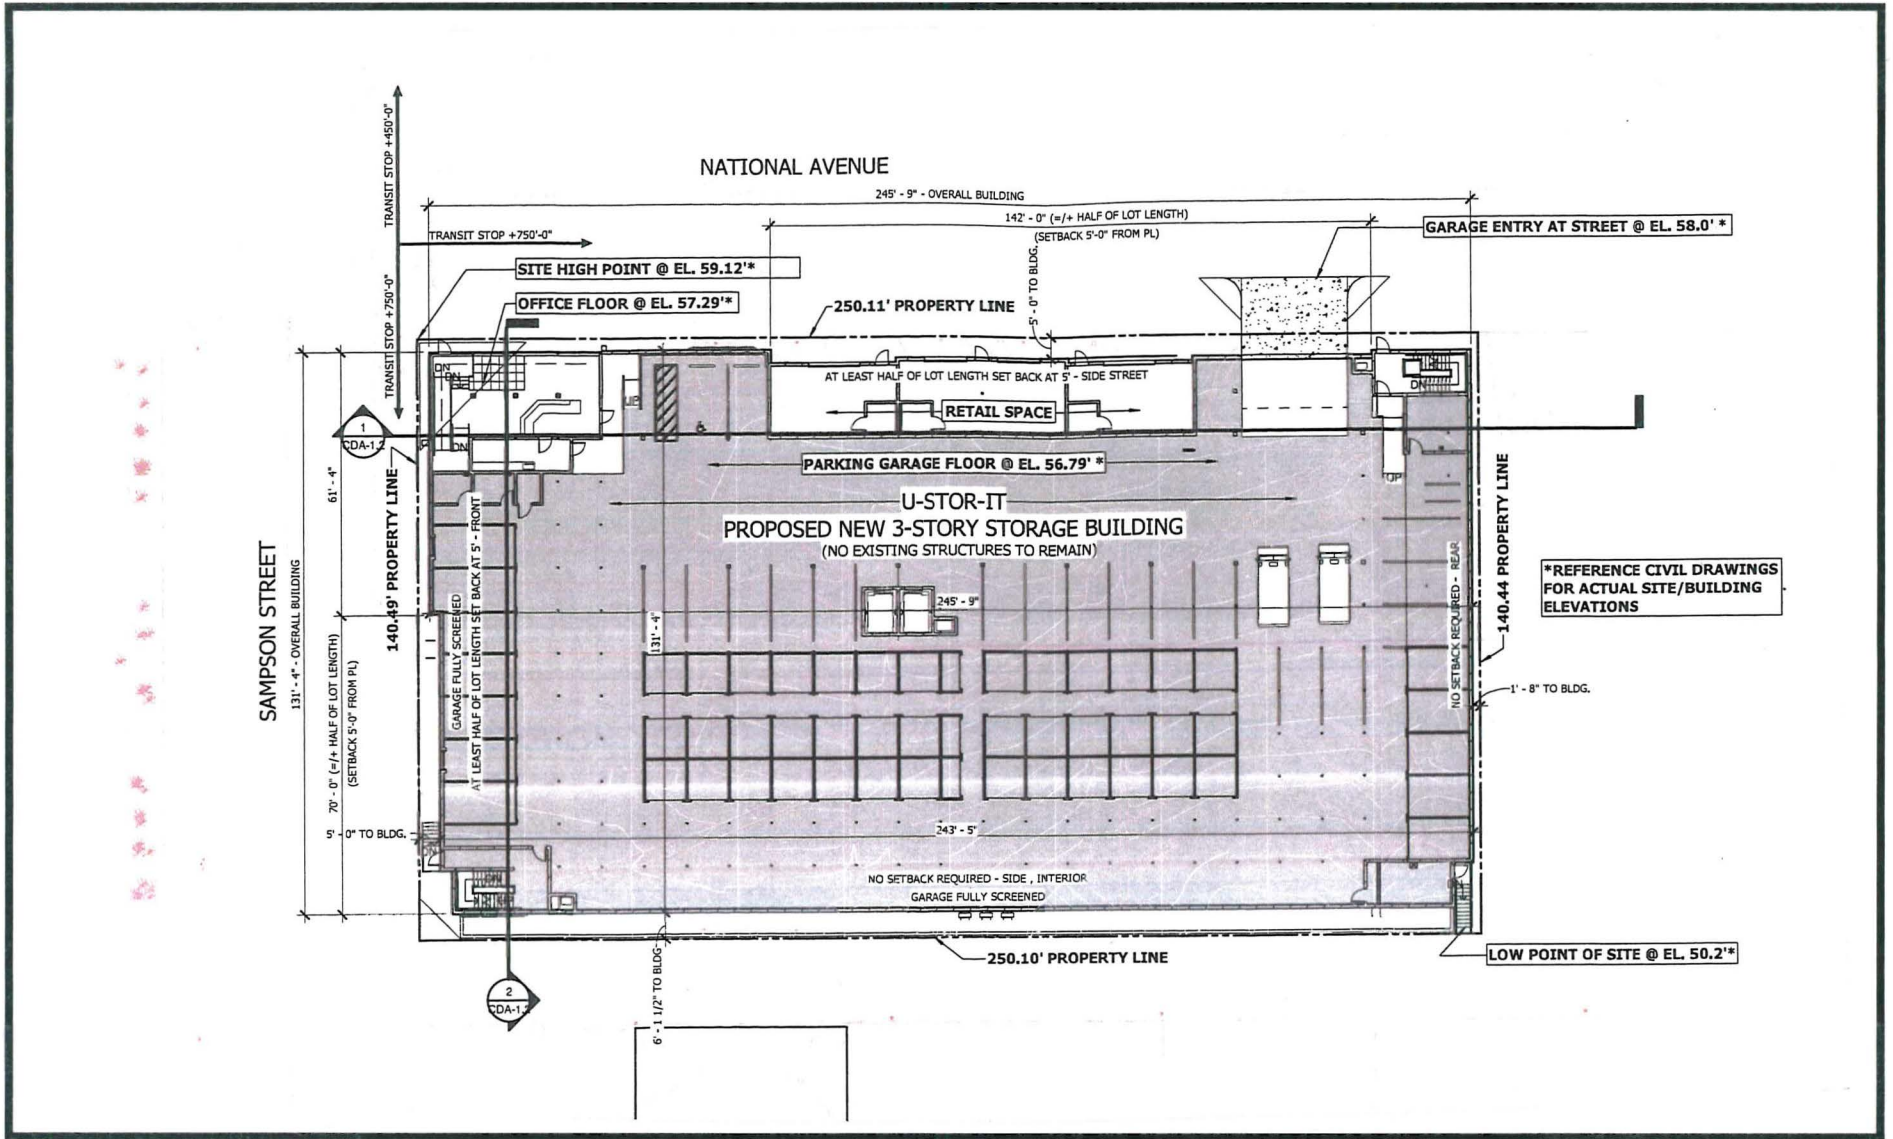 NATIONAL AVENUE
TRANSIT STOP +450'-0"
245' - 9" - OVERALL BUILDING
142' - 0" (=/+ HALF OF LOT LENGTH)
(SETBACK 5'-0" FROM PL)
GARAGE ENTRY AT STREET @ EL. 58.0' *
TRANSIT STOP +750'-0"
SITE HIGH POINT @ EL. 59.12'*
OFFICE FLOOR @ EL. 57.29'*
TRANSIT STOP +750'-0"
250.11' PROPERTY LINE
5' - 0" TO BLDG.
DN
DN
UP
AT LEAST HALF OF LOT LENGTH SET BACK AT 5' - SIDE STREET
DN
RETAIL SPACE
1
CDA-1.2
DN
PARKING GARAGE FLOOR @ EL. 56.79' *
UP
U-STOR-IT
PROPOSED NEW 3-STORY STORAGE BUILDING
(NO EXISTING STRUCTURES TO REMAIN)
SAMPSON STREET
131' - 4" - OVERALL BUILDING
61' - 4"
70' - 0" (=/+ HALF OF LOT LENGTH)
(SETBACK 5'-0" FROM PL)
140.49' PROPERTY LINE
GARAGE FULLY SCREENED
AT LEAST HALF OF LOT LENGTH SET BACK AT 5' - FRONT
131' - 4"
245' - 9"
NO SETBACK REQUIRED - REAR
140.44 PROPERTY LINE
*REFERENCE CIVIL DRAWINGS
FOR ACTUAL SITE/BUILDING
ELEVATIONS
1' - 8" TO BLDG.
5' - 0" TO BLDG.
243' - 5"
NO SETBACK REQUIRED - SIDE , INTERIOR
GARAGE FULLY SCREENED
DN
250.10' PROPERTY LINE
LOW POINT OF SITE @ EL. 50.2'*
6' - 1 1/2" TO BLDG
2
CDA-1.2